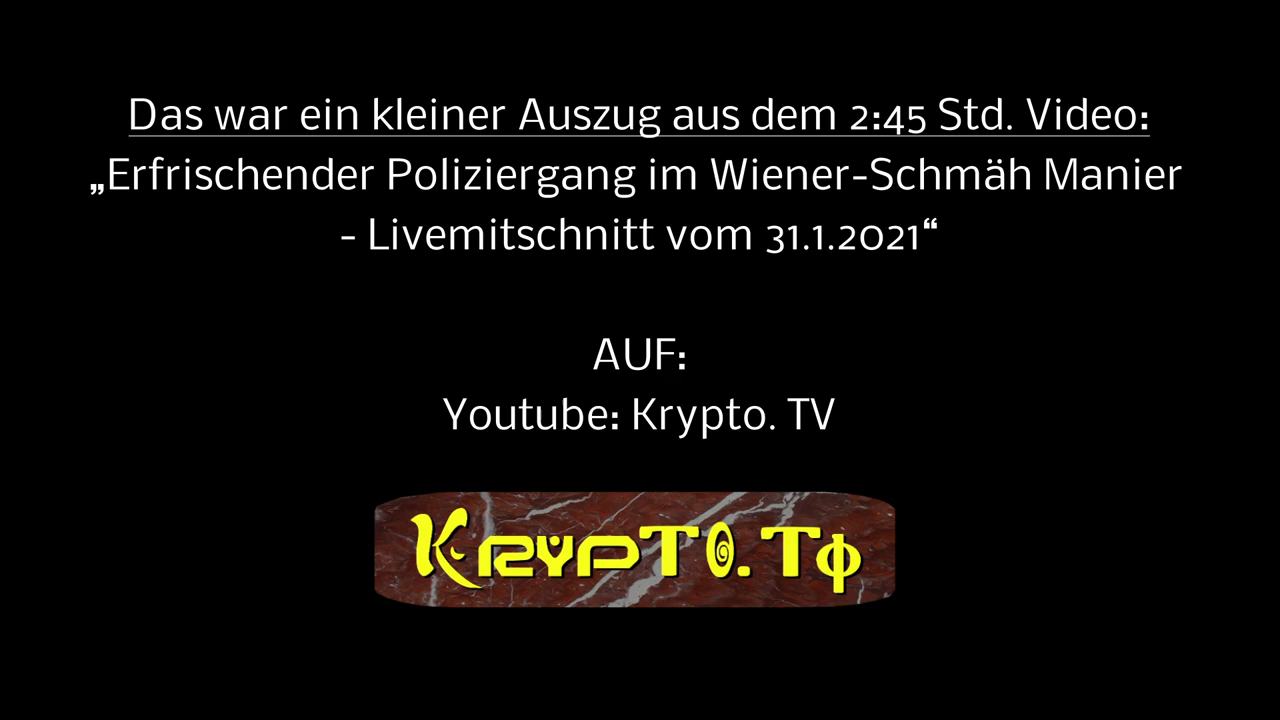 Das war ein kleiner Auszug aus dem 2:45 Std. Video:
„Erfrischender Poliziergang im Wiener-Schmäh Manier
- Livemitschnitt vom 31.1.2021“
AUF:
Youtube: Krypto. TV
KryptO.Tϕ